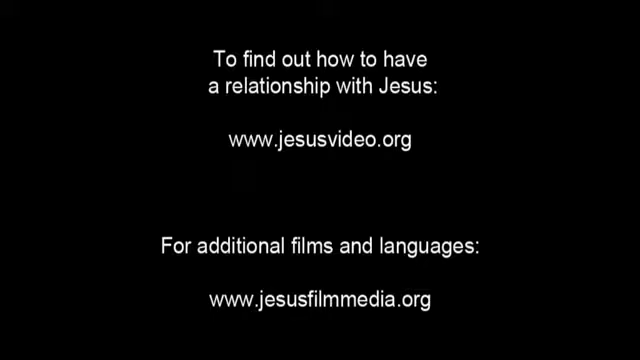 To find out how to have
a relationship with Jesus:
www.jesusvideo.org
For additional films and languages:
www.jesusfilmmedia.org